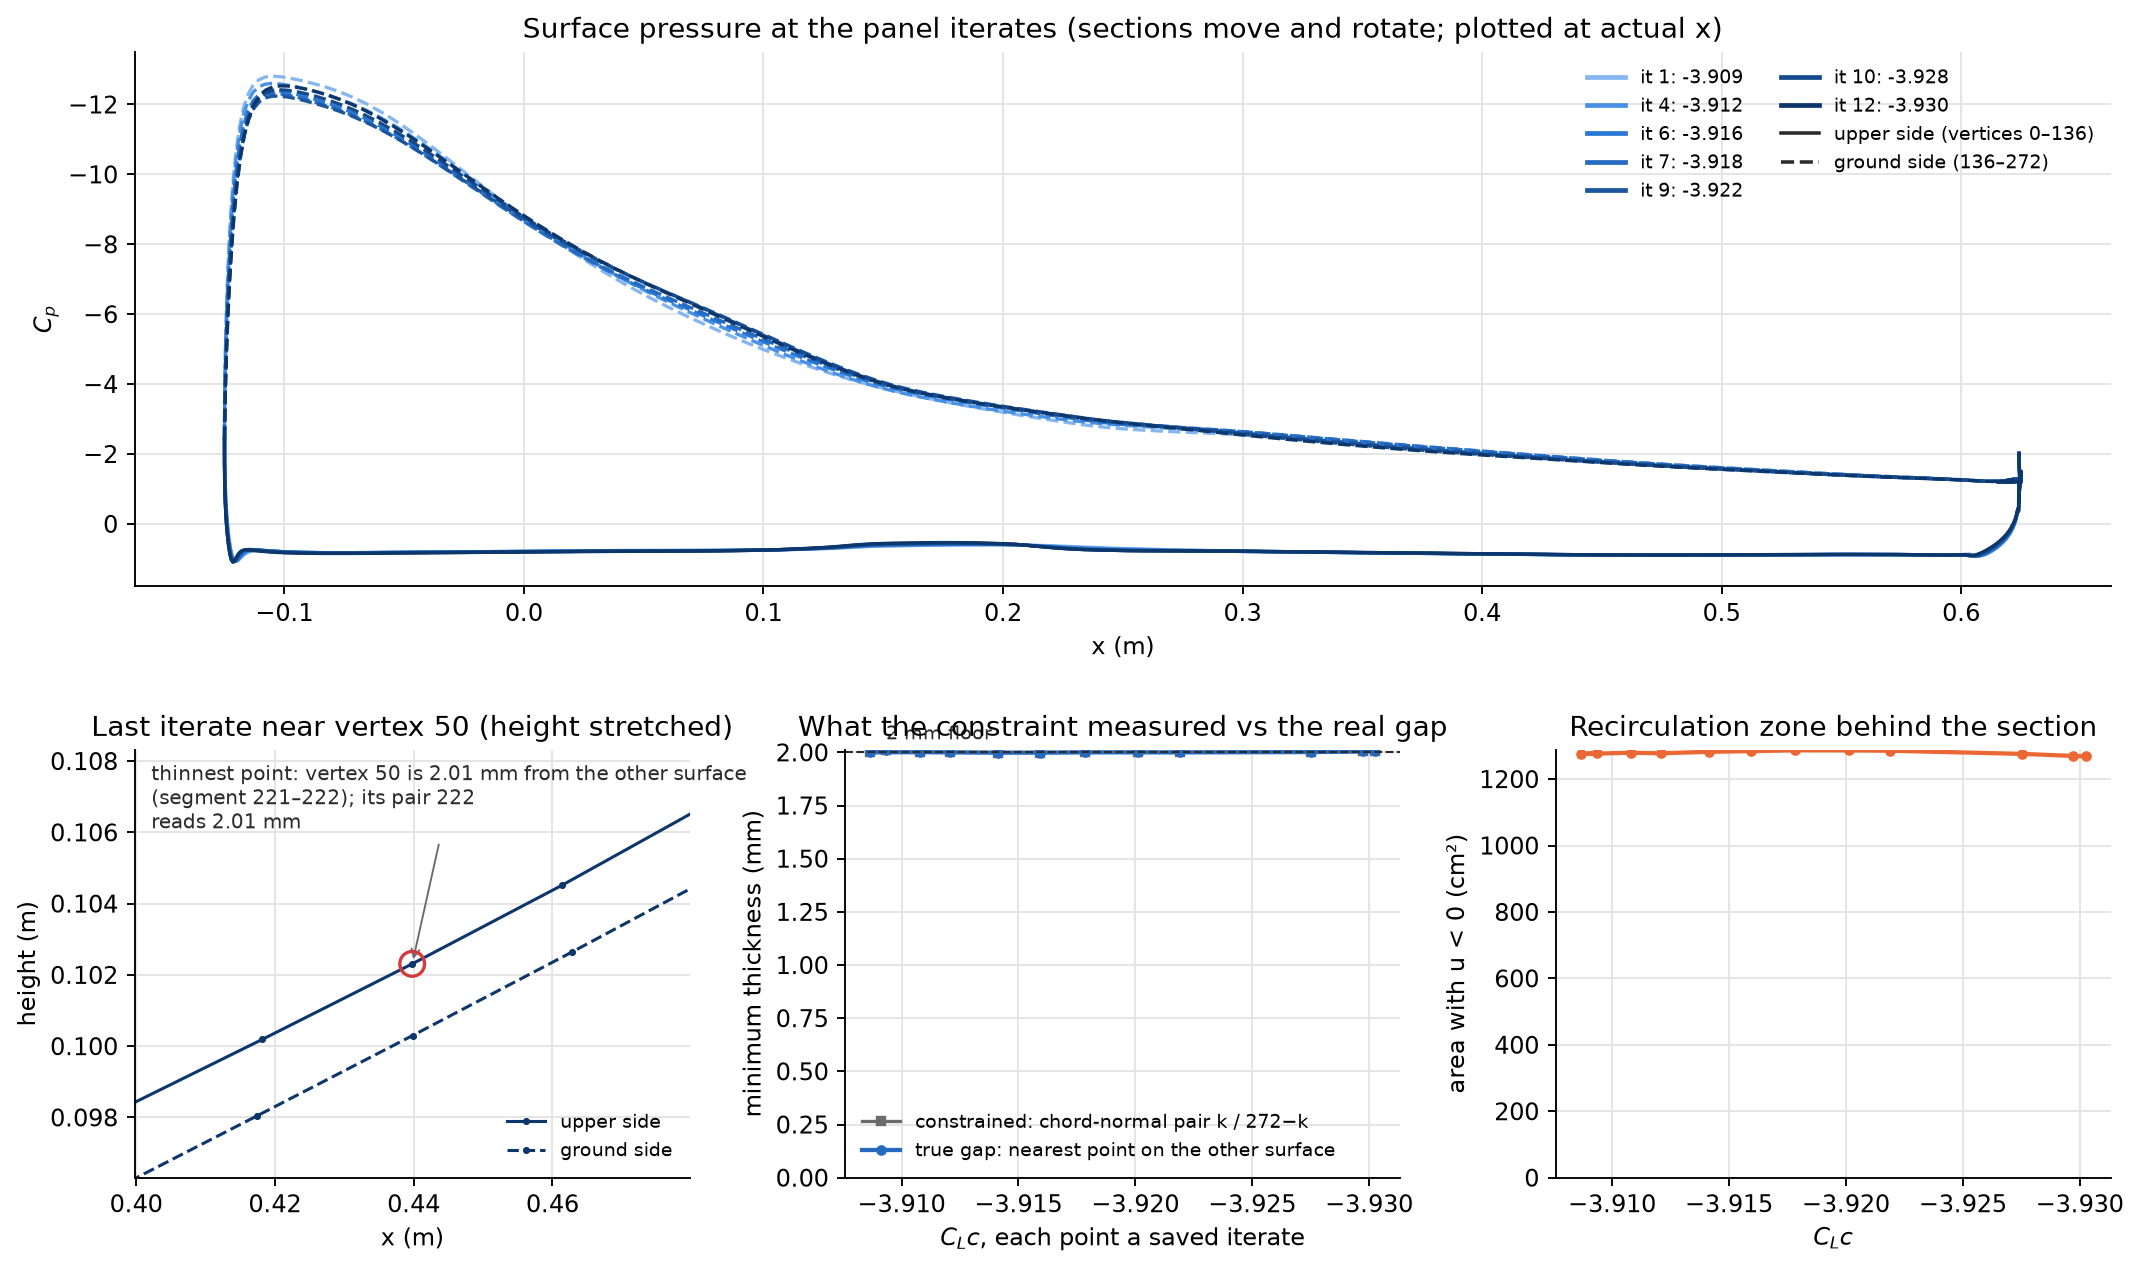 Surface pressure at the panel iterates (sections move and rotate; plotted at actual x)
−12
−10
−8
−6
−4
−2
0
Cp
it 1: -3.909
it 4: -3.912
it 6: -3.916
it 7: -3.918
it 9: -3.922
it 10: -3.928
it 12: -3.930
upper side (vertices 0–136)
ground side (136–272)
−0.1 0.0 0.1 0.2 0.3 0.4 0.5 0.6
x (m)
Last iterate near vertex 50 (height stretched)
0.108
0.106
0.104
0.102
0.100
0.098
height (m)
thinnest point: vertex 50 is 2.01 mm from the other surface
(segment 221–222); its pair 222
reads 2.01 mm
upper side
ground side
0.40 0.42 0.44 0.46
x (m)
What the constraint measured vs the real gap
2 mm floor
2.00
1.75
1.50
1.25
1.00
0.75
0.50
0.25
0.00
minimum thickness (mm)
constrained: chord-normal pair k / 272−k
true gap: nearest point on the other surface
−3.910 −3.915 −3.920 −3.925 −3.930
CLc, each point a saved iterate
Recirculation zone behind the section
1200
1000
800
600
400
200
0
area with u < 0 (cm²)
−3.910 −3.915 −3.920 −3.925 −3.930
CLc